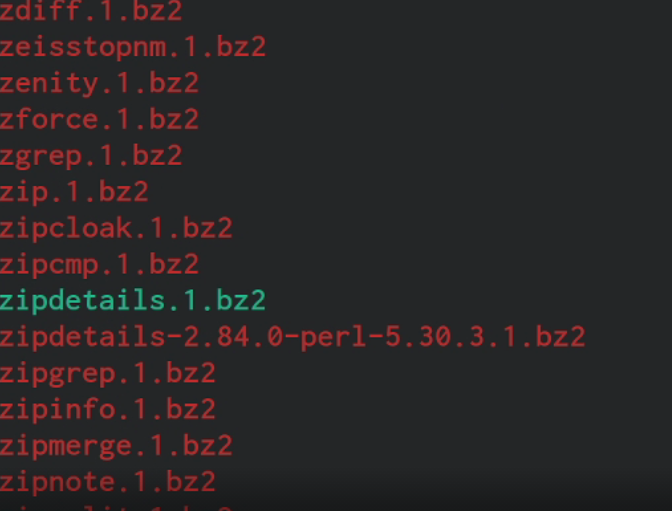 zdiff.1.bz2
zeisstopnm.1.bz2
zenity.1.bz2
zforce.1.bz2
zgrep.1.bz2
zip.1.bz2
zipcloak.1.bz2
zipcmp.1.bz2
zipdetails.1.bz2
zipdetails-2.84.0-perl-5.30.3.1.bz2
zipgrep.1.bz2
zipinfo.1.bz2
zipmerge.1.bz2
zipnote.1.bz2